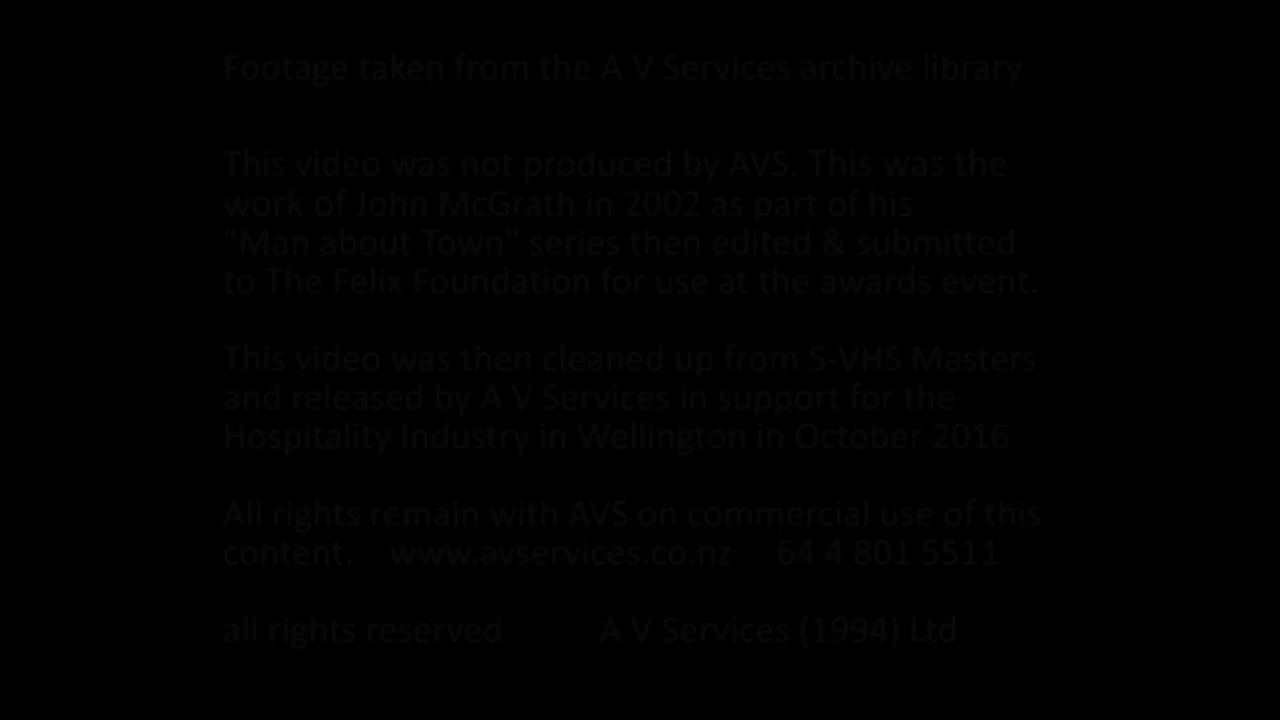 Footage taken from the A V Services archive library
This video was not produced by AVS. This was the
work of John McGrath in 2002 as part of his
"Man about Town" series then edited & submitted
to The Felix Foundation for use at the awards event.
This video was then cleaned up from S-VHS Masters
and released by A V Services in support for the
Hospitality Industry in Wellington in October 2016
All rights remain with AVS on commercial use of this
content. www.avservices.co.nz 64 4 801 5511
all rights reserved A V Services (1994) Ltd